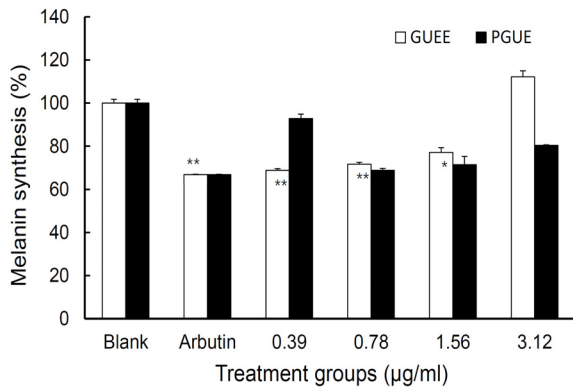 Melanin synthesis (%)
140
120
100
80
60
40
20
0
GUEE
PGUE
**
**
**
*
Blank
Arbutin
0.39
0.78
1.56
3.12
Treatment groups (µg/ml)